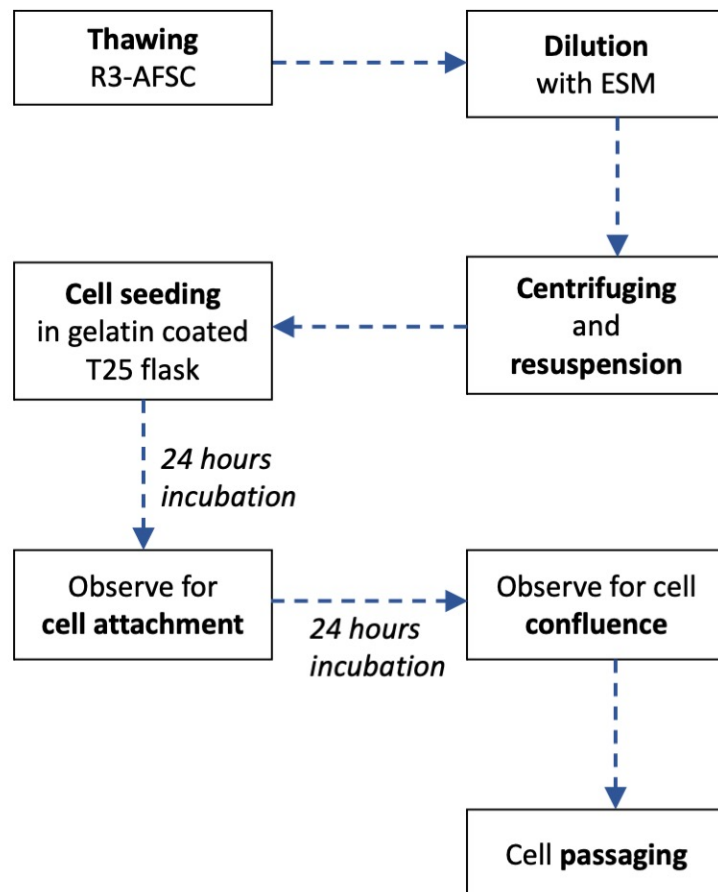 Thawing
R3-AFSC
Dilution
with ESM
Centrifuging
and
resuspension
Cell seeding
in gelatin coated
T25 flask
24 hours
incubation
Observe for
cell attachment
24 hours
incubation
Observe for cell
confluence
Cell passaging